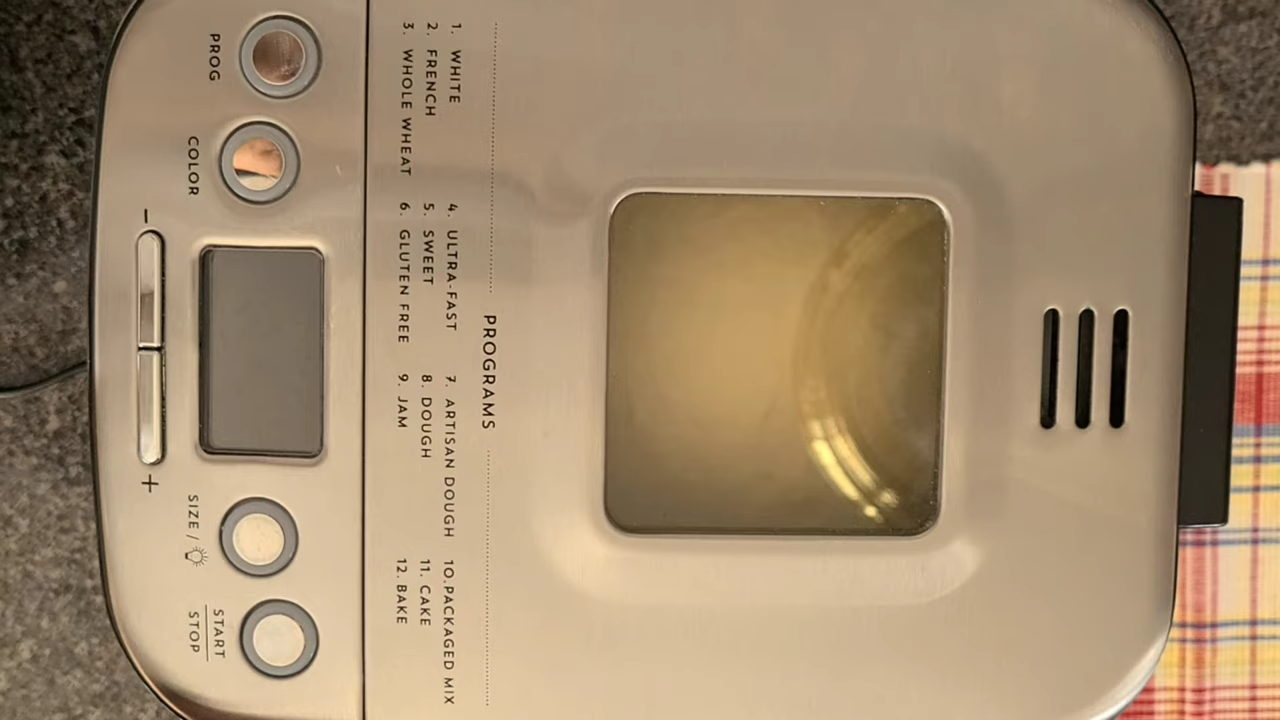 PROGRAMS
1. WHITE
2. FRENCH
3. WHOLE WHEAT
4. ULTRA-FAST
5. SWEET
6. GLUTEN FREE
7. ARTISAN DOUGH
8. DOUGH
9. JAM
10. PACKAGED MIX
11. CAKE
12. BAKE
PROG
COLOR
– +
SIZE /
START
STOP